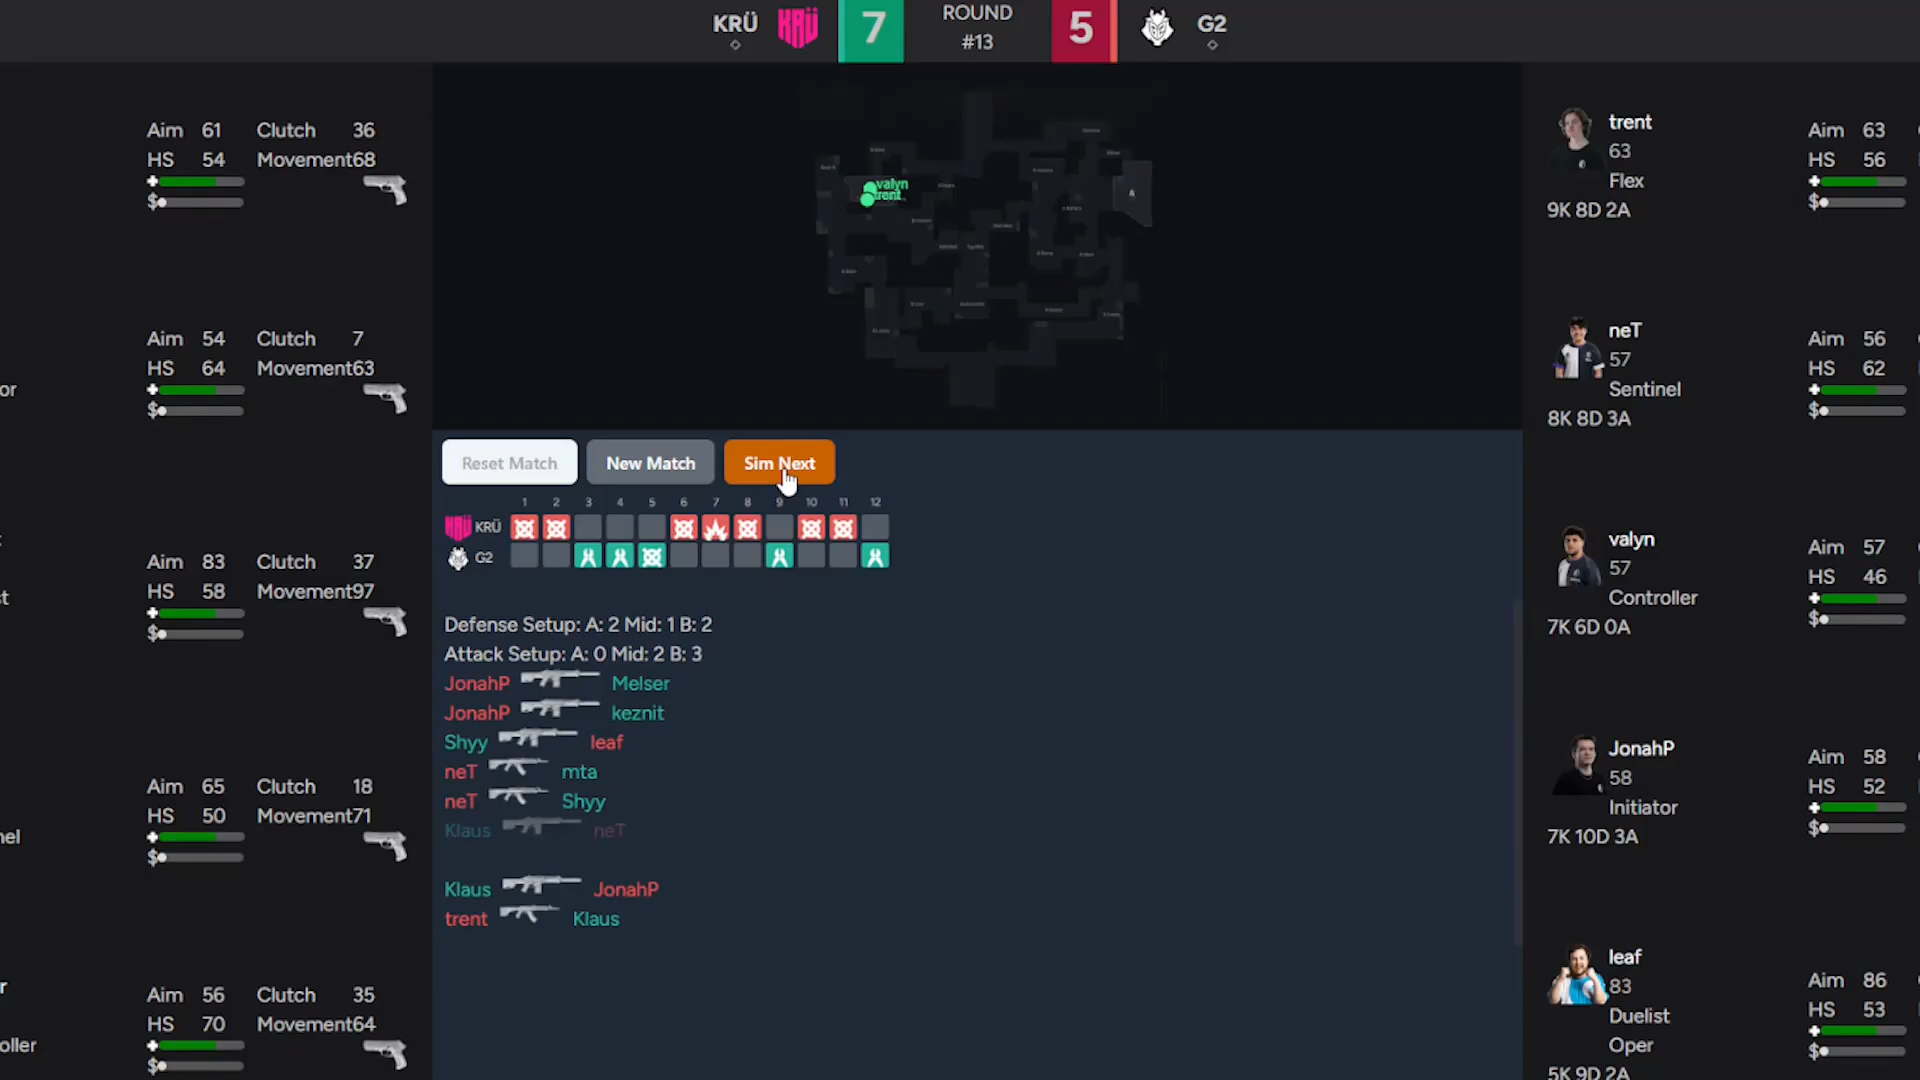 KRÜ
KRÜ
7
ROUND
#13
5
G2
Aim 61 Clutch 36
HS 54 Movement68
$
Aim 54 Clutch 7
HS 64 Movement63
or
$
Aim 83 Clutch 37
HS 58 Movement97
st
$
Aim 65 Clutch 18
HS 50 Movement71
nel
$
r
Aim 56 Clutch 35
HS 70 Movement64
oller
$
valyn
trent
A
Reset Match
New Match
Sim Next
1 2 3 4 5 6 7 8 9 10 11 12
KRÜ KRÜ
G2
Defense Setup: A: 2 Mid: 1 B: 2
Attack Setup: A: 0 Mid: 2 B: 3
JonahP Melser
JonahP keznit
Shyy leaf
neT mta
neT Shyy
Klaus neT
Klaus JonahP
trent Klaus
trent
63
Flex
9K 8D 2A
Aim 63
HS 56
$
neT
57
Sentinel
8K 8D 3A
Aim 56
HS 62
$
valyn
57
Controller
7K 6D 0A
Aim 57
HS 46
$
JonahP
58
Initiator
7K 10D 3A
Aim 58
HS 52
$
leaf
83
Duelist
Oper
5K 9D 2A
Aim 86
HS 53
$